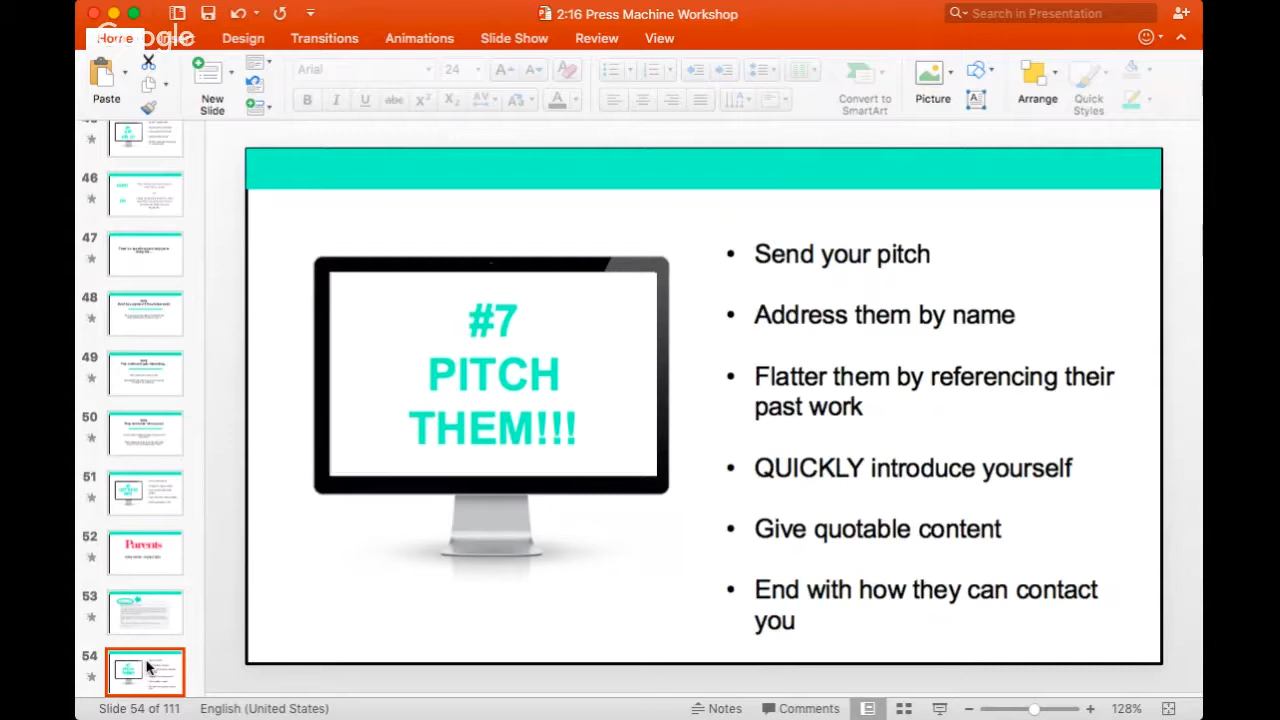 2:16 Press Machine Workshop
Search in Presentation
Google
Home Insert Design Transitions Animations Slide Show Review View
Paste
New
Slide
Arial 24
Convert to
SmartArt
Picture
Arrange
Quick
Styles
46
47
48
49
50
51
52
Parents
53
54
#7
PITCH
THEM!!!
• Send your pitch
• Address them by name
• Flatter them by referencing their
past work
• QUICKLY introduce yourself
• Give quotable content
• End with how they can contact
you
Slide 54 of 111 English (United States) Notes Comments 128%